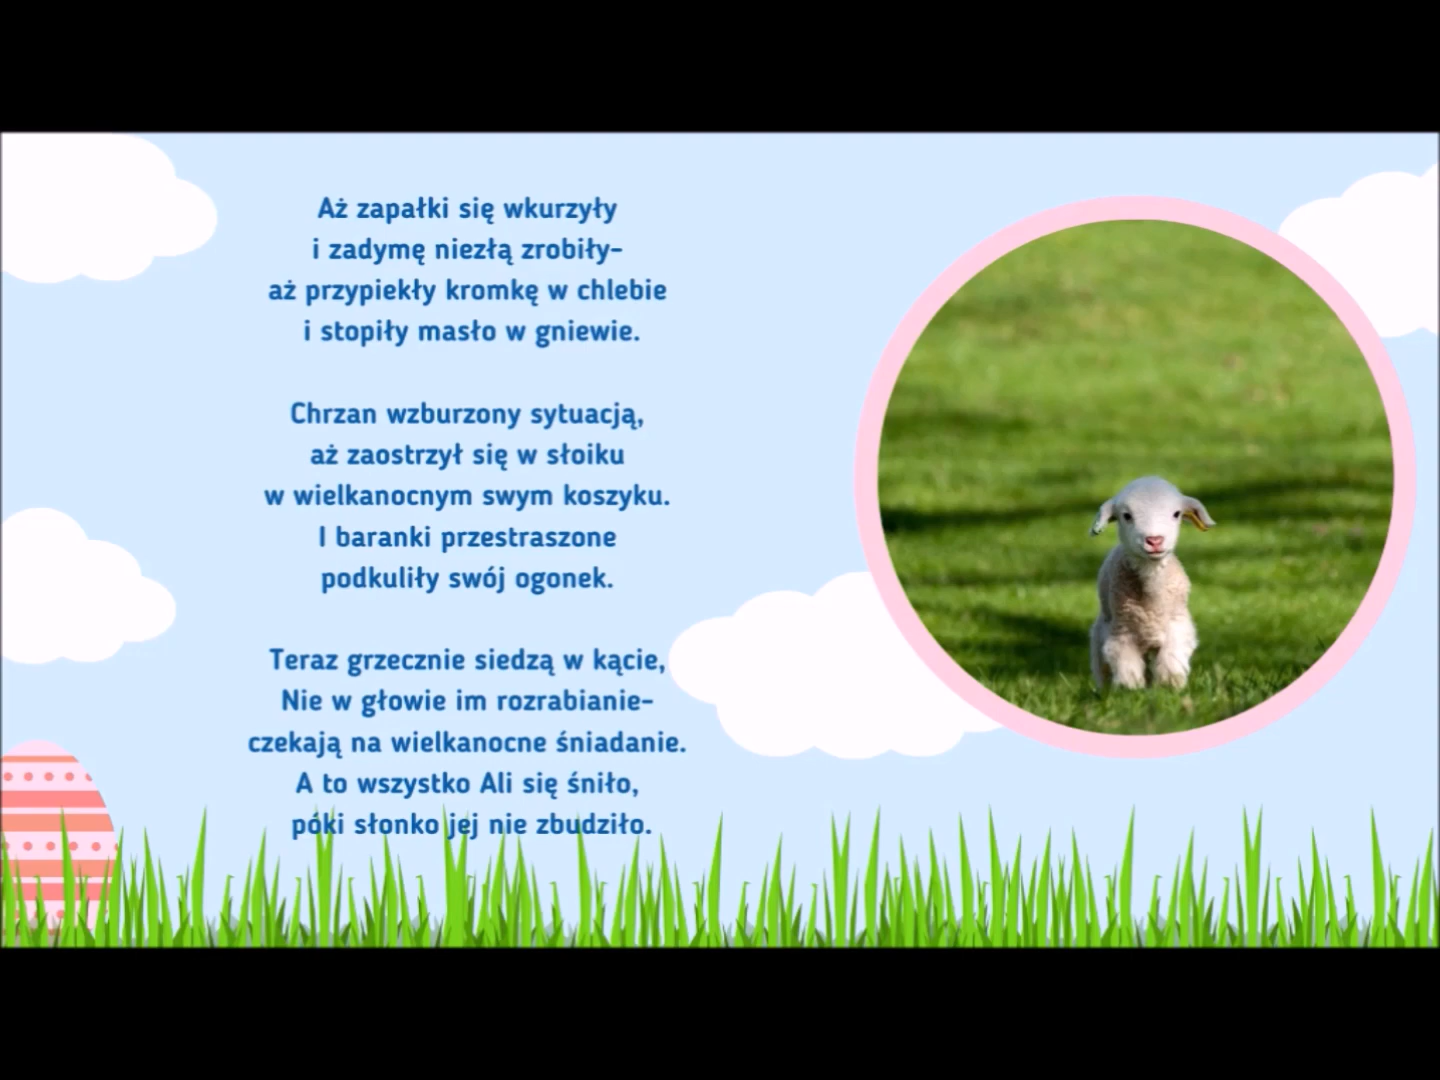 Aż zapałki się wkurzyły
i zadymę niezłą zrobiły-
aż przypiekły kromkę w chlebie
i stopiły masło w gniewie.
Chrzan wzburzony sytuacją,
aż zaostrzył się w słoiku
w wielkanocnym swym koszyku.
I baranki przestraszone
podkuliły swój ogonek.
Teraz grzecznie siedzą w kącie,
Nie w głowie im rozrabianie-
czekają na wielkanocne śniadanie.
A to wszystko Ali się śniło,
póki słonko jej nie zbudziło.